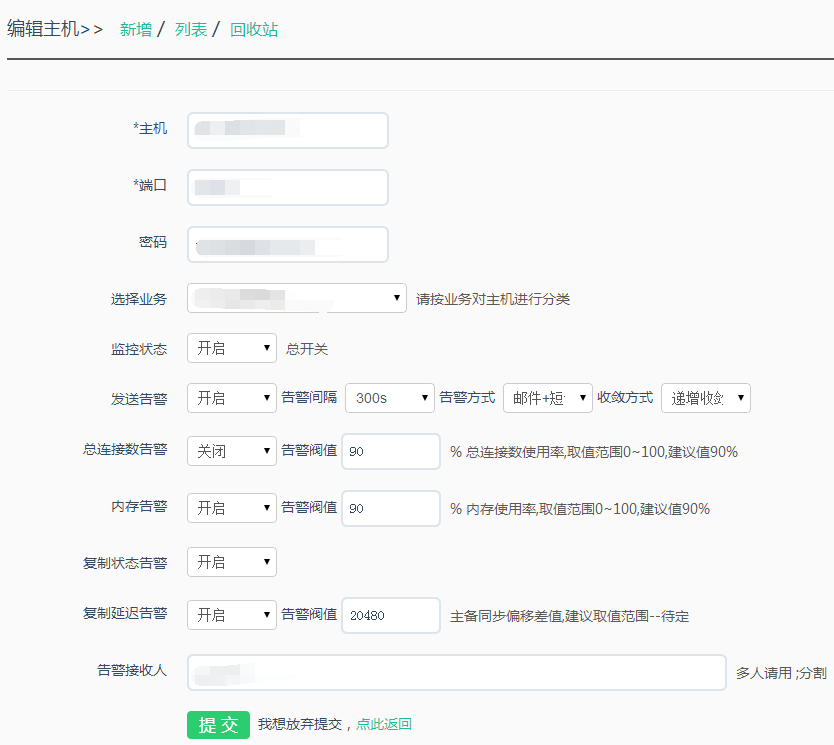 编辑主机>> 新增 / 列表 / 回收站
*主机
*端口
密码
选择业务 请按业务对主机进行分类
监控状态 开启 总开关
发送告警 开启 告警间隔 300s 告警方式 邮件+短 收敛方式 递增收敛
总连接数告警 关闭 告警阀值 90 % 总连接数使用率,取值范围0~100,建议值90%
内存告警 开启 告警阀值 90 % 内存使用率,取值范围0~100,建议值90%
复制状态告警 开启
复制延迟告警 开启 告警阀值 20480 主备同步偏移差值,建议取值范围--待定
告警接收人 多人请用 ;分割
提 交 我想放弃提交，点此返回